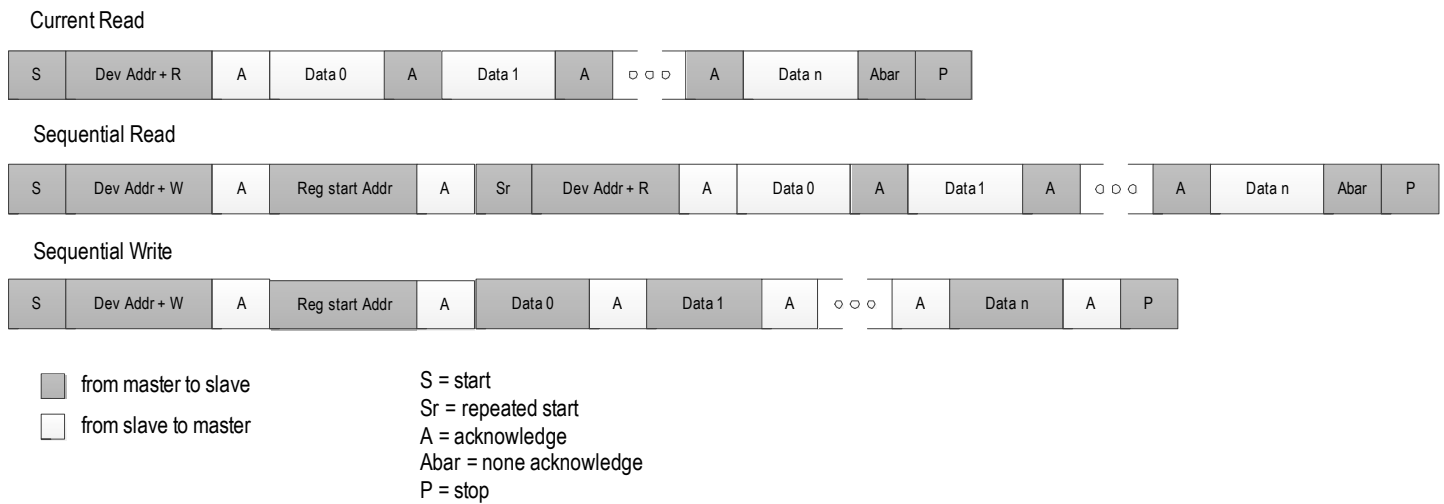 Current Read
S Dev Addr + R A Data 0 A Data 1 A A Data n Abar P
Sequential Read
S Dev Addr + W A Reg start Addr A Sr Dev Addr + R A Data 0 A Data 1 A A Data n Abar P
Sequential Write
S Dev Addr + W A Reg start Addr A Data 0 A Data 1 A A Data n A P
from master to slave
from slave to master
S = start
Sr = repeated start
A = acknowledge
Abar = none acknowledge
P = stop